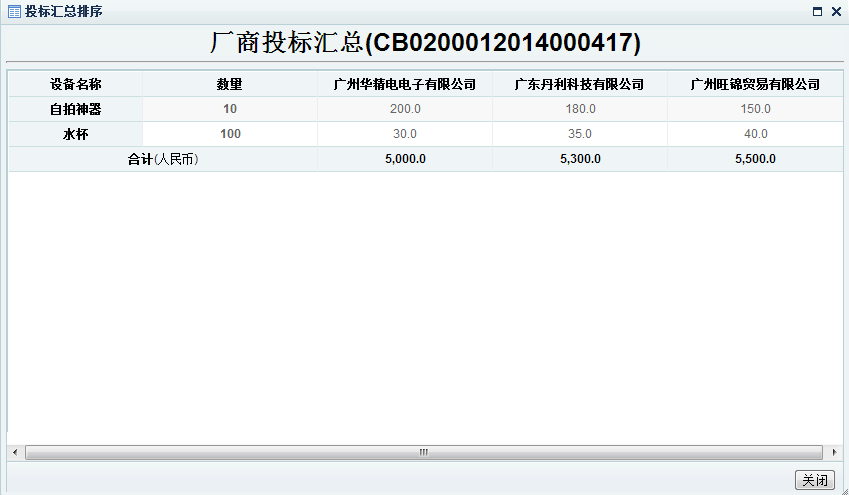 投标汇总排序
厂商投标汇总(CB0200012014000417)
设备名称 数量 广州华精电电子有限公司 广东丹利科技有限公司 广州旺锦贸易有限公司
自拍神器 10 200.0 180.0 150.0
水杯 100 30.0 35.0 40.0
合计(人民币) 5,000.0 5,300.0 5,500.0
关闭